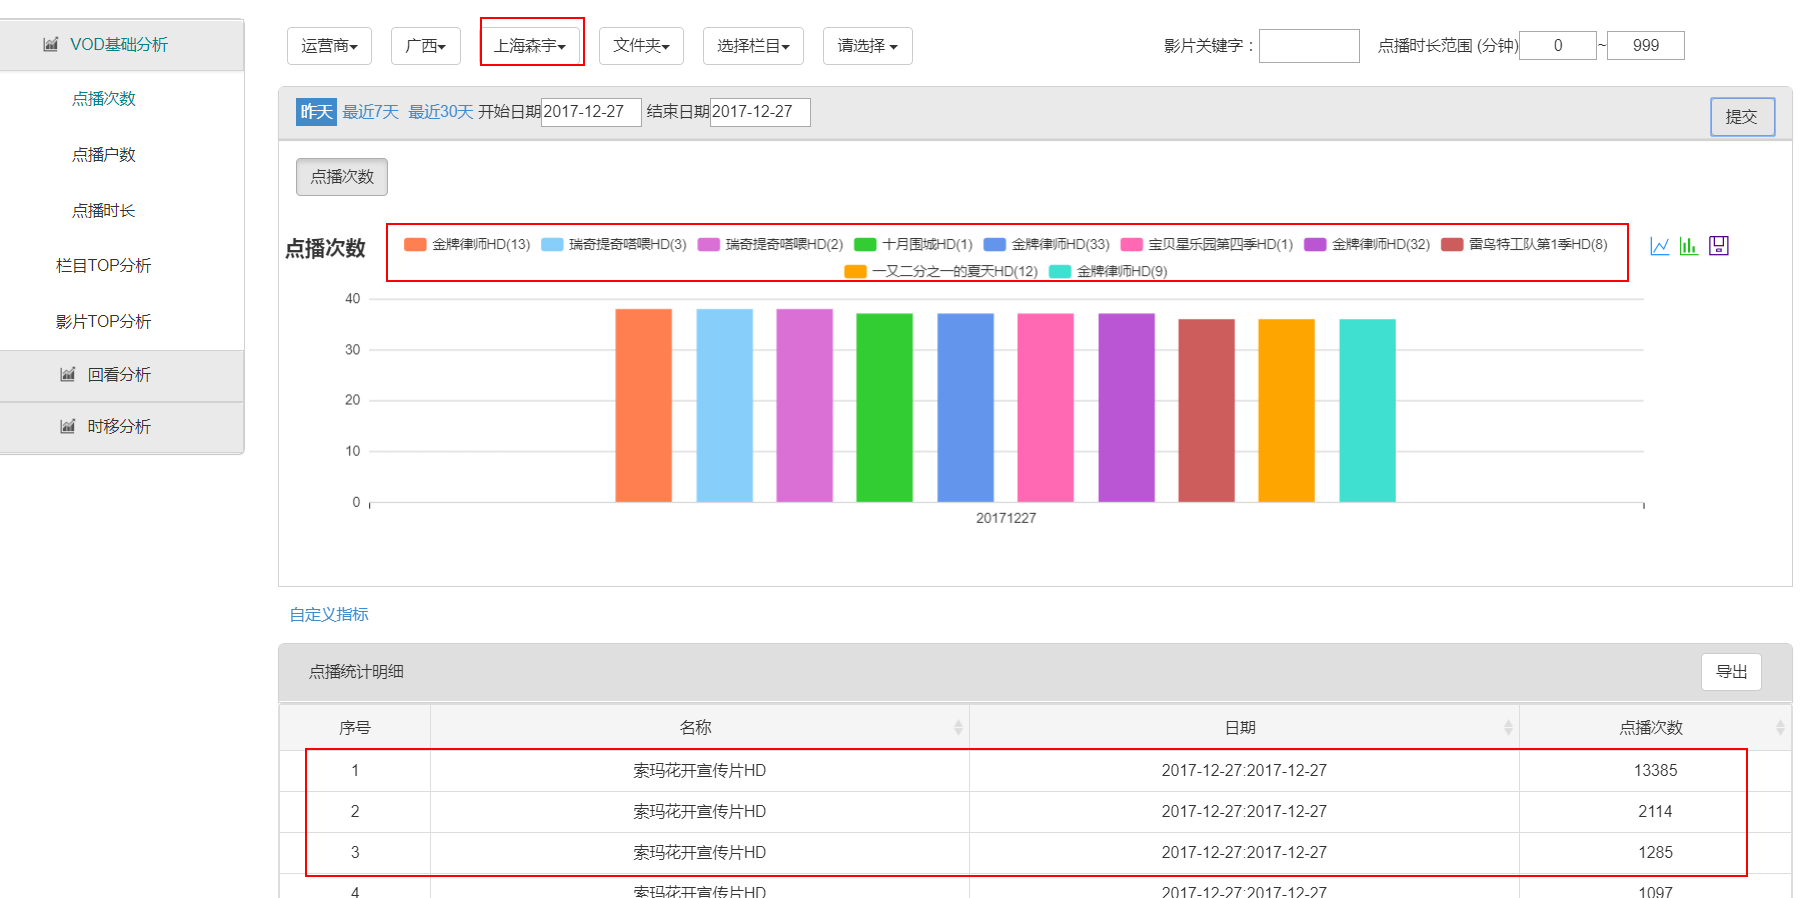 VOD基础分析
点播次数
点播户数
点播时长
栏目TOP分析
影片TOP分析
回看分析
时移分析
运营商 广西 上海森宇 文件夹 选择栏目 请选择 影片关键字： 点播时长范围 (分钟) 0 ~ 999
昨天 最近7天 最近30天 开始日期 2017-12-27 结束日期 2017-12-27 提交
点播次数
点播次数
金牌律师HD(13) 瑞奇提奇嗒喂HD(3) 瑞奇提奇嗒喂HD(2) 十月围城HD(1) 金牌律师HD(33) 宝贝星乐园第四季HD(1) 金牌律师HD(32) 雷鸟特工队第1季HD(8)
一又二分之一的夏天HD(12) 金牌律师HD(9)
40
30
20
10
0
20171227
自定义指标
点播统计明细 导出
序号 名称 日期 点播次数
1 索玛花开宣传片HD 2017-12-27:2017-12-27 13385
2 索玛花开宣传片HD 2017-12-27:2017-12-27 2114
3 索玛花开宣传片HD 2017-12-27:2017-12-27 1285
4 索玛花开宣传片HD 2017-12-27:2017-12-27 1097